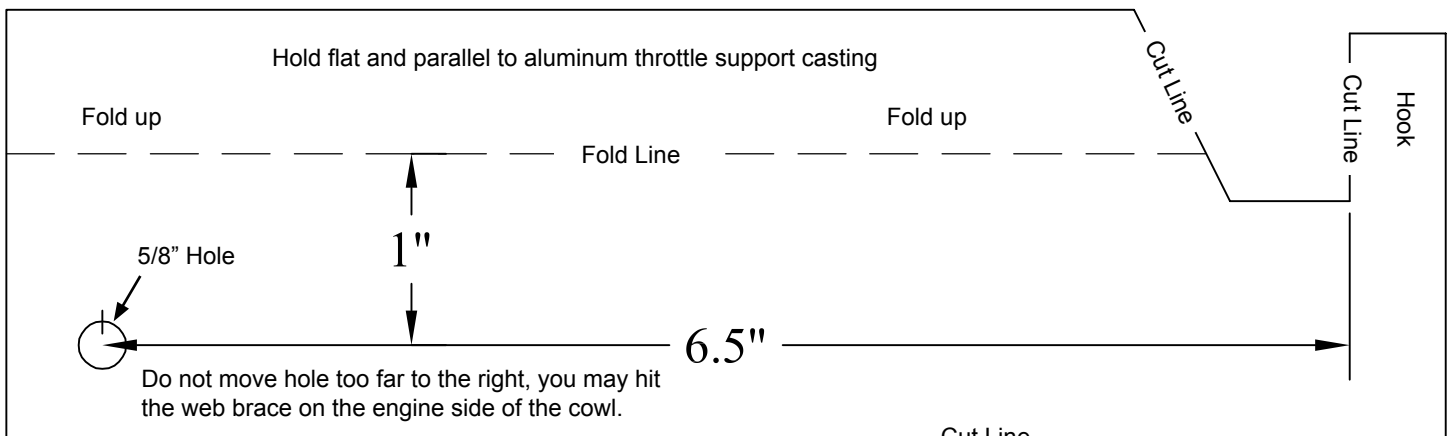 Hold flat and parallel to aluminum throttle support casting
Cut Line
Cut Line
Hook
Fold up
Fold up
Fold Line
1"
5/8” Hole
6.5"
Do not move hole too far to the right, you may hit
the web brace on the engine side of the cowl.
Cut Line